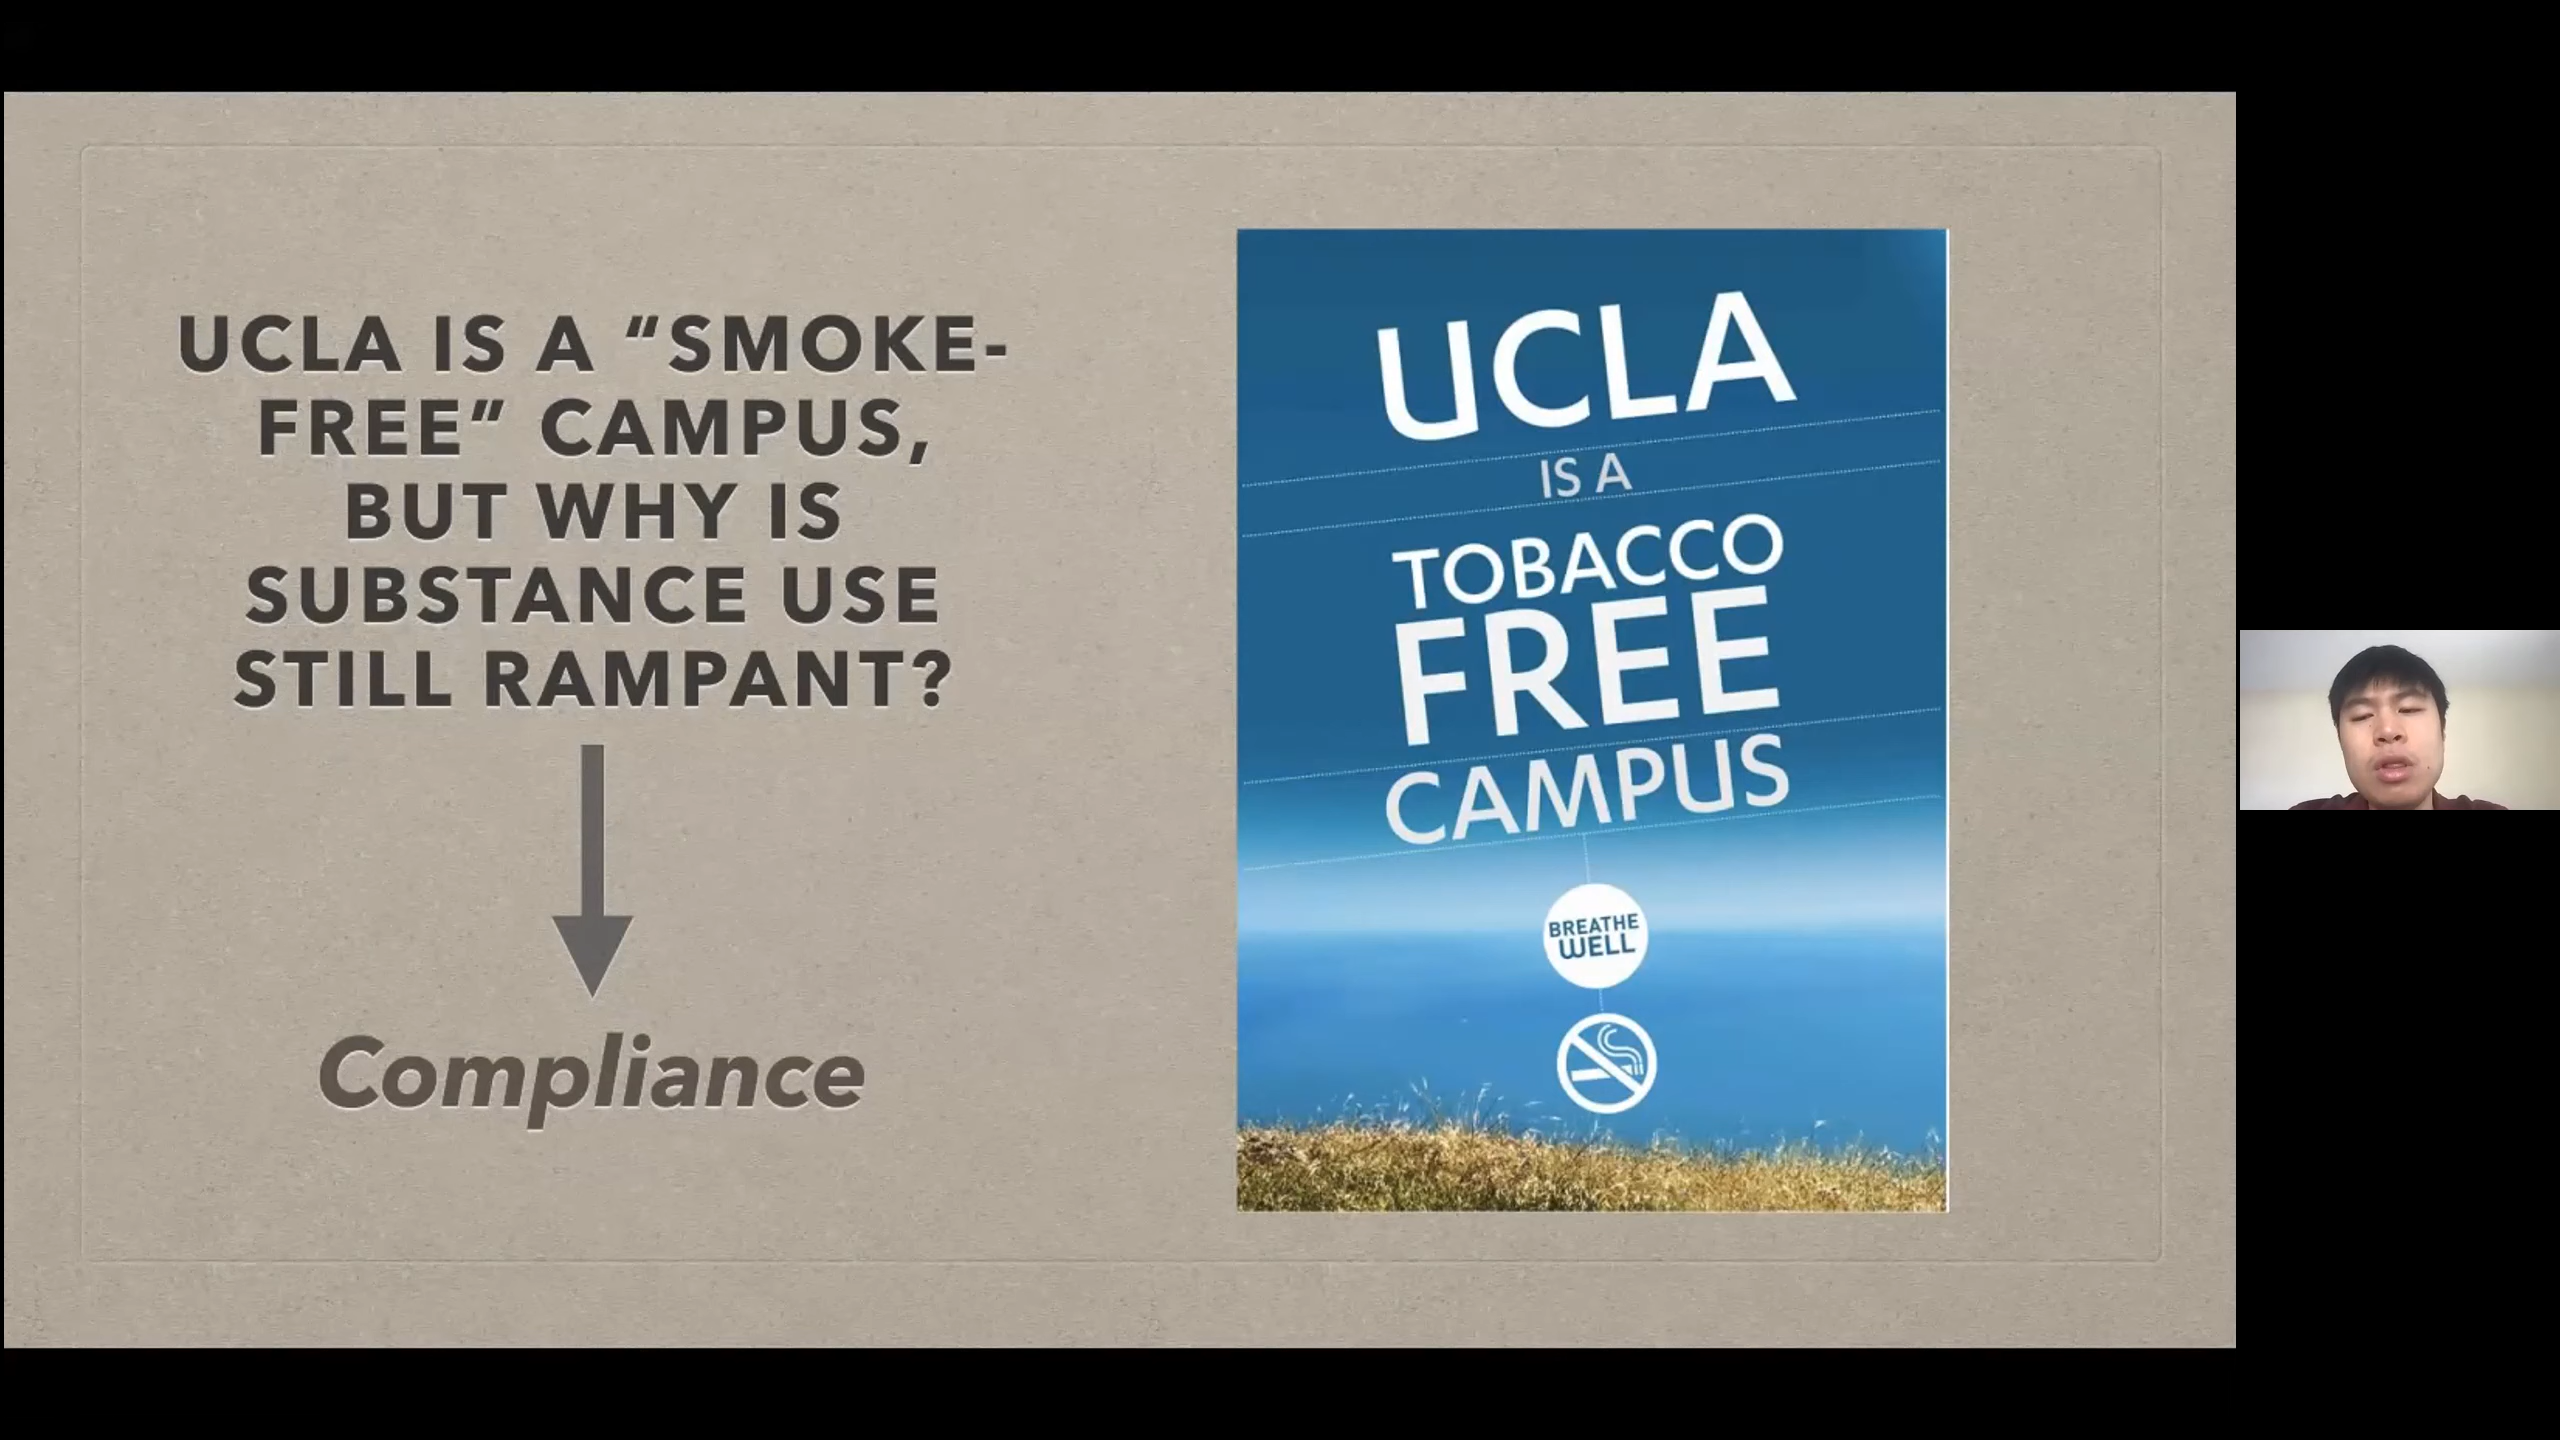 UCLA IS A “SMOKE-
FREE” CAMPUS,
BUT WHY IS
SUBSTANCE USE
STILL RAMPANT?
Compliance
UCLA
IS A
TOBACCO
FREE
CAMPUS
BREATHE
WELL